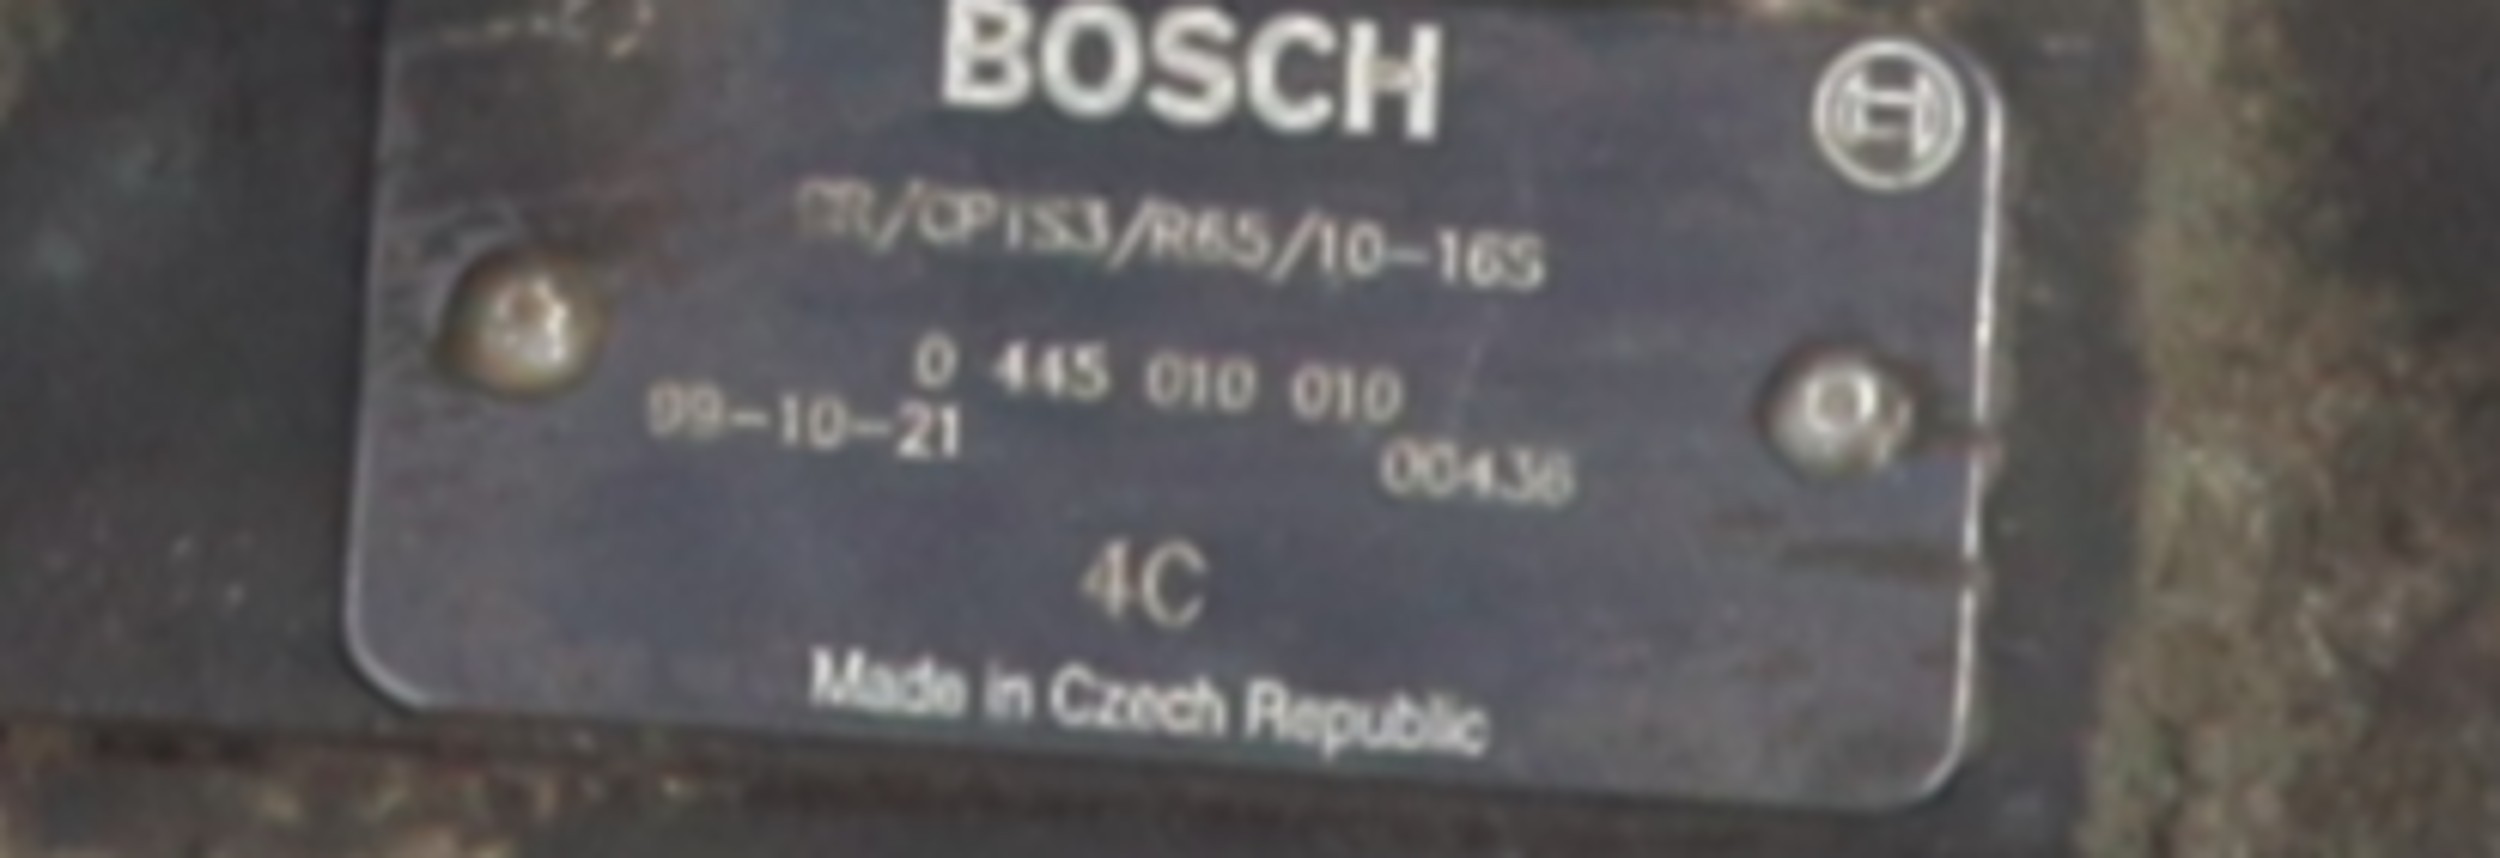 BOSCH
CR/CP1S3/R65/10-16S
0 445 010 010
99-10-21
00436
4C
Made in Czech Republic